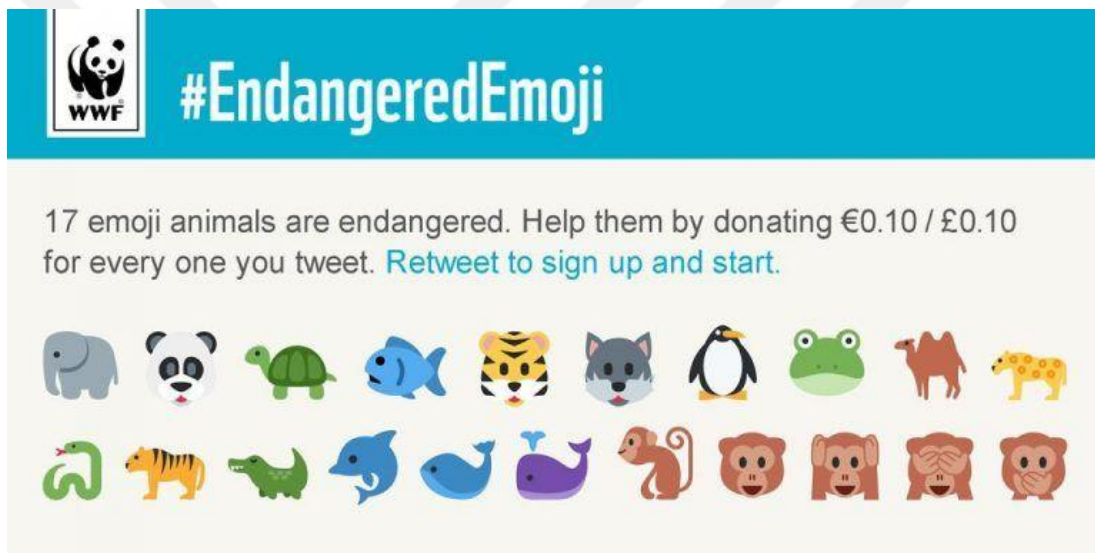 WWF
#EndangeredEmoji
17 emoji animals are endangered. Help them by donating €0.10 / £0.10
for every one you tweet. Retweet to sign up and start.